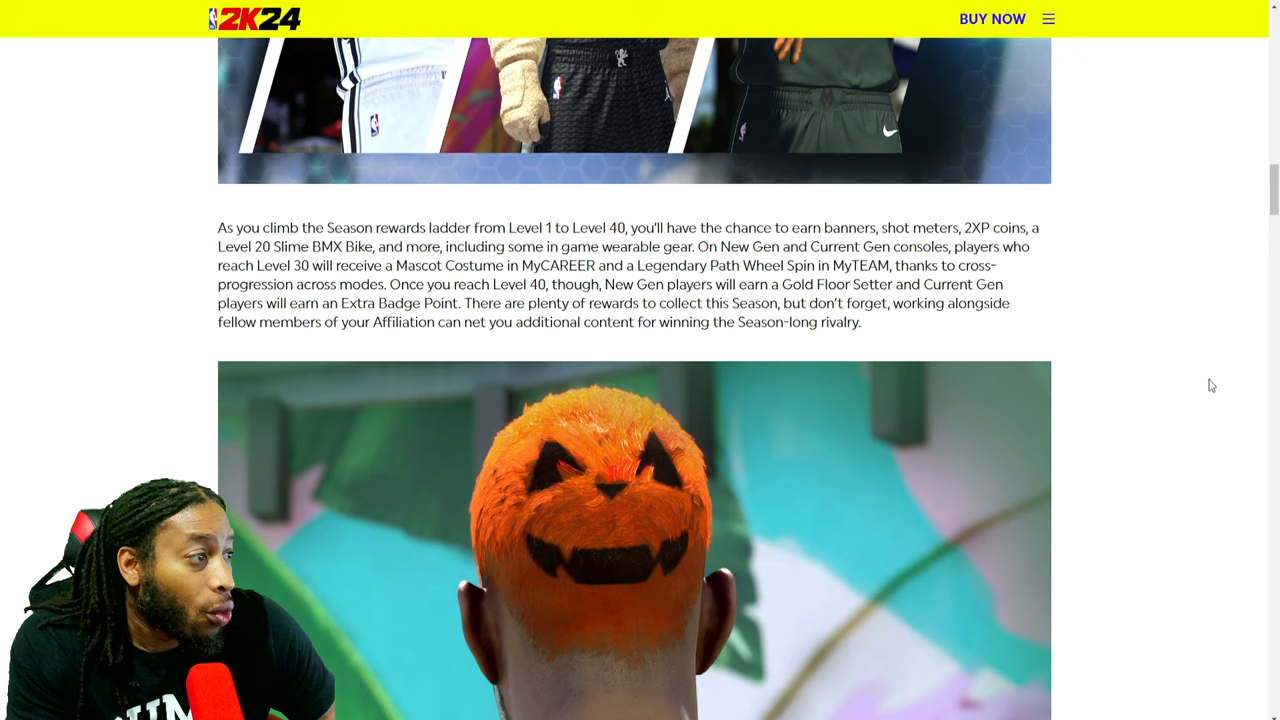 2K24
BUY NOW
As you climb the Season rewards ladder from Level 1 to Level 40, you'll have the chance to earn banners, shot meters, 2XP coins, a
Level 20 Slime BMX Bike, and more, including some in game wearable gear. On New Gen and Current Gen consoles, players who
reach Level 30 will receive a Mascot Costume in MyCAREER and a Legendary Path Wheel Spin in MyTEAM, thanks to cross-
progression across modes. Once you reach Level 40, though, New Gen players will earn a Gold Floor Setter and Current Gen
players will earn an Extra Badge Point. There are plenty of rewards to collect this Season, but don't forget, working alongside
fellow members of your Affiliation can net you additional content for winning the Season-long rivalry.